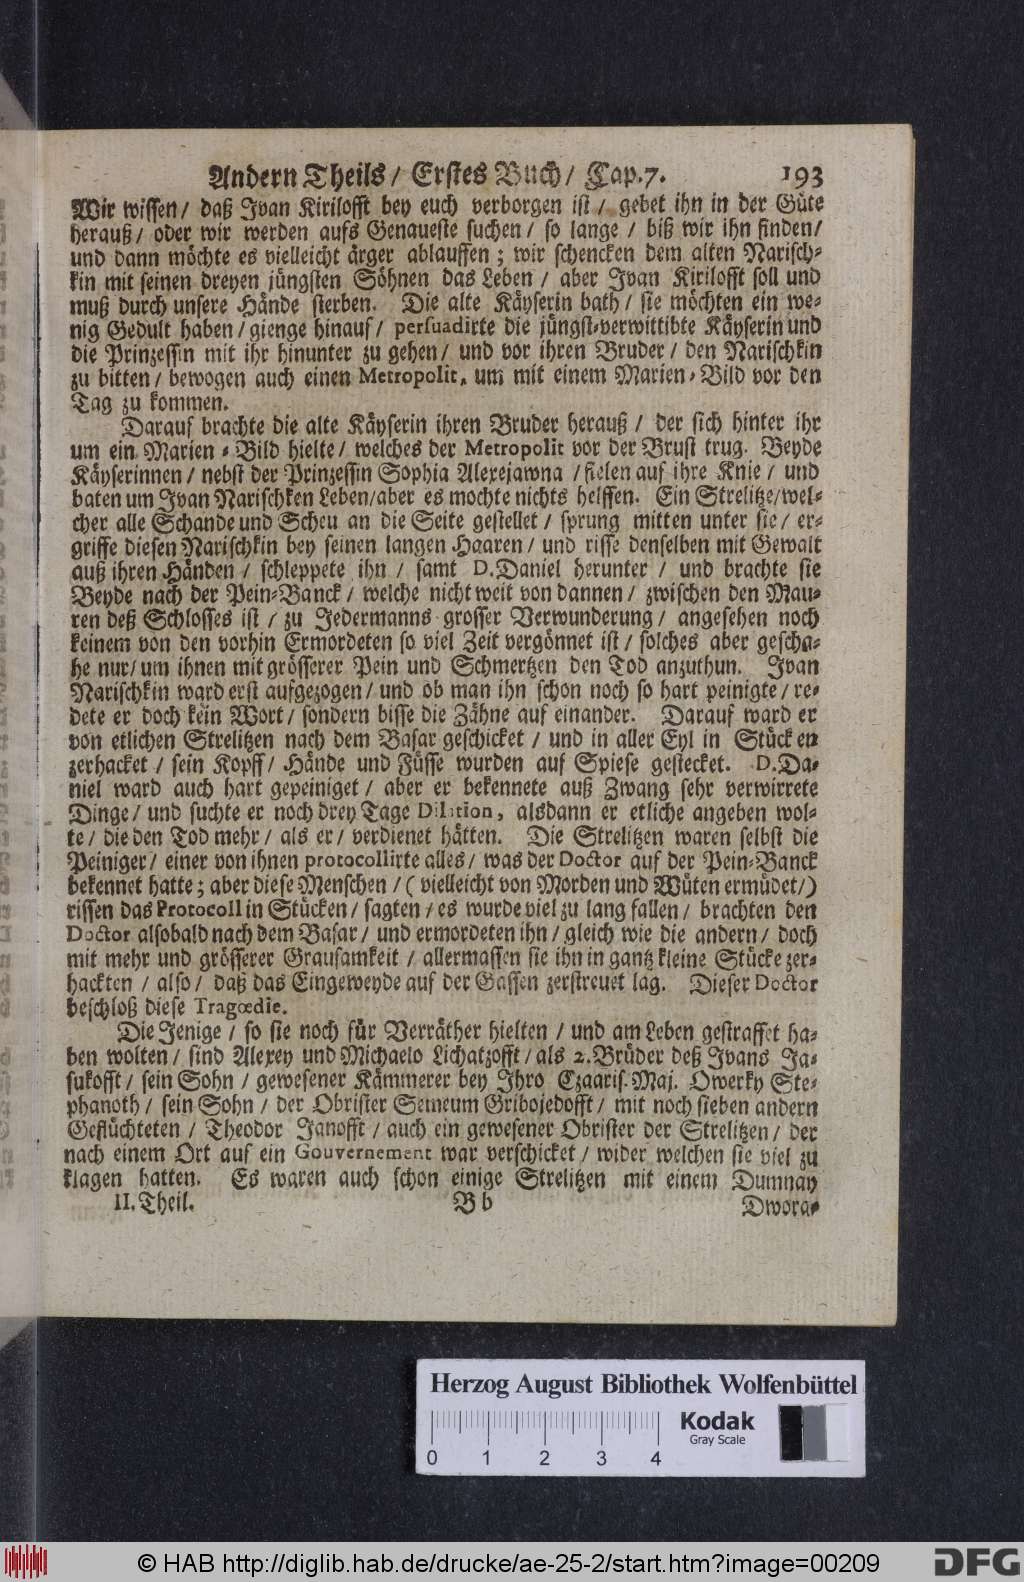 Andern Theils / Erstes Buch / Cap. 7. 193
Wir wissen / daß Jvan Kirilofft bey euch verborgen ist / gebet ihn in der Güte
herauß / oder wir werden aufs Genaueste suchen / so lange / biß wir ihn finden /
und dann möchte es vielleicht ärger ablauffen ; wir schencken dem alten Narisch-
kin mit seinen dreyen jüngsten Söhnen das Leben / aber Jvan Kirilofft soll und
muß durch unsere Hände sterben. Die alte Käyserin bath / sie möchten ein we-
nig Gedult haben / gienge hinauf / persuadirte die jüngst-verwittibte Käyserin und
die Prinzessin mit ihr hinunter zu gehen / und vor ihren Bruder / den Narischkin
zu bitten / bewogen auch einen Metropolit, um mit einem Marien-Bild vor den
Tag zu kommen.
Darauf brachte die alte Käyserin ihren Bruder herauß / der sich hinter ihr
um ein Marien-Bild hielte / welches der Metropolit vor der Brust trug. Beyde
Käyserinnen / nebst der Prinzessin Sophia Alexejawna / fielen auf ihre Knie / und
baten um Jvan Narischken Leben / aber es mochte nichts helffen. Ein Strelitze / wel-
cher alle Schande und Scheu an die Seite gestellet / sprung mitten unter sie / er-
griffe diesen Narischkin bey seinen langen Haaren / und risse denselben mit Gewalt
auß ihren Händen / schleppete ihn / samt D. Daniel herunter / und brachte sie
Beyde nach der Pein-Banck / welche nicht weit von dannen / zwischen den Mau-
ren deß Schlosses ist / zu Jedermanns grosser Verwunderung / angesehen noch
keinem von den vorhin Ermordeten so viel Zeit vergönnet ist / solches aber gescha-
he nur / um ihnen mit grösserer Pein und Schmertzen den Tod anzuthun. Jvan
Narischkin ward erst aufgezogen / und ob man ihn schon noch so hart peinigte / re-
dete er doch kein Wort / sondern bisse die Zähne auf einander. Darauf ward er
von etlichen Strelitzen nach dem Basar geschicket / und in aller Eyl in Stücken
zerhacket / sein Kopff / Hände und Füsse wurden auf Spiese gestecket. D. Da-
niel ward auch hart gepeiniget / aber er bekennete auß Zwang sehr verwirrete
Dinge / und suchte er noch drey Tage Dilation, alsdann er etliche angeben wol-
te / die den Tod mehr / als er / verdienet hätten. Die Strelitzen waren selbst die
Peiniger / einer von ihnen protocollirte alles / was der Doctor auf der Pein-Banck
bekennet hatte ; aber diese Menschen / ( vielleicht von Morden und Wüten ermüdet /)
rissen das Protocoll in Stücken / sagten / es wurde viel zu lang fallen / brachten den
Doctor alsobald nach dem Basar / und ermordeten ihn / gleich wie die andern / doch
mit mehr und grösserer Grausamkeit / allermassen sie ihn in gantz kleine Stücke zer-
hackten / also / daß das Eingeweyde auf der Gassen zerstreuet lag. Dieser Doctor
beschloß diese Tragœdie.
Die Jenige / so sie noch für Verräther hielten / und am Leben gestraffet ha-
ben wolten / sind Alexey und Michaelo Lichatzofft / als 2. Brüder deß Jvans Ja-
sukofft / sein Sohn / gewesener Kämmerer bey Jhro Czaaris. Maj. Owerky Ste-
phanoth / sein Sohn / der Obrister Semeum Gribojedofft / mit noch sieben andern
Geflüchteten / Theodor Janofft / auch ein gewesener Obrister der Strelitzen / der
nach einem Ort auf ein Gouvernement war verschicket / wider welchen sie viel zu
klagen hatten. Es waren auch schon einige Strelitzen mit einem Dumnay
II. Theil. B b Dwora-
Herzog August Bibliothek Wolfenbüttel
0 1 2 3 4
Kodak
Gray Scale
© HAB http://diglib.hab.de/drucke/ae-25-2/start.htm?image=00209
DFG